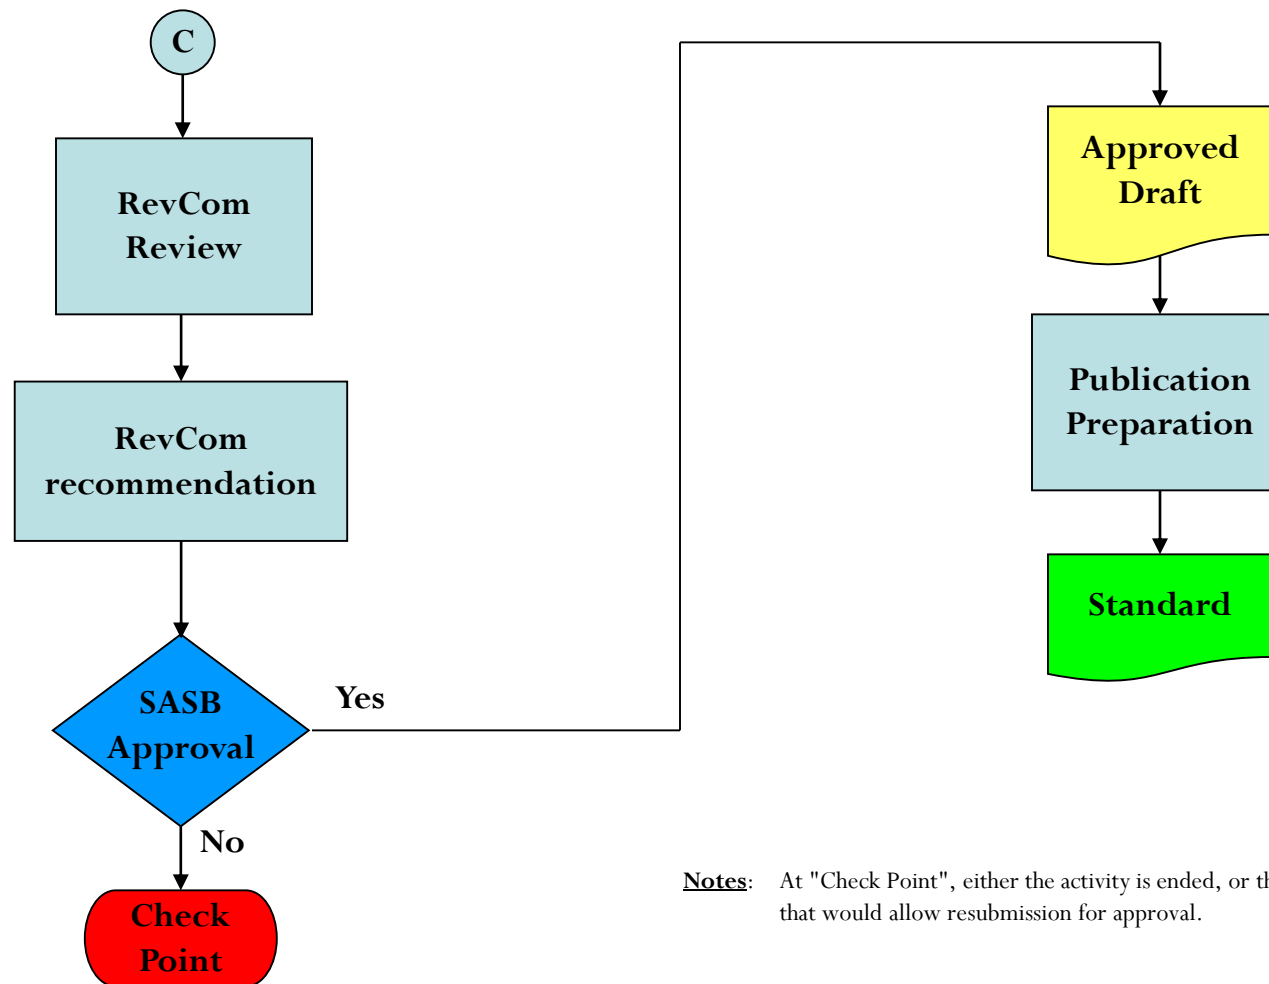 C
RevCom
Review
RevCom
recommendation
SASB
Approval
Yes
No
Check
Point
Approved
Draft
Publication
Preparation
Standard
Notes: At "Check Point", either the activity is ended, or
that would allow resubmission for approval.